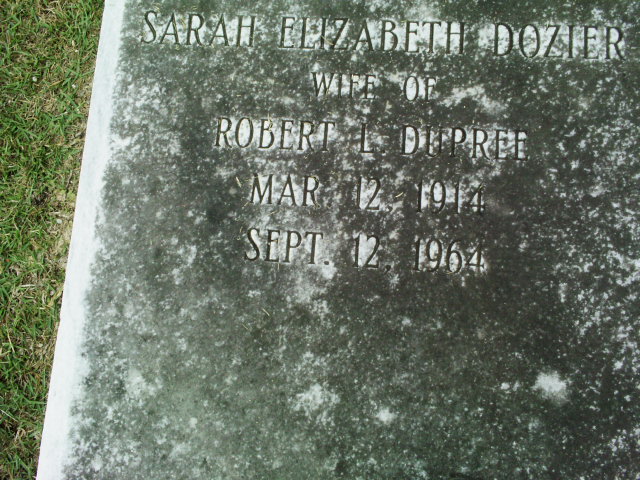 SARAH ELIZABETH DOZIER
WIFE OF
ROBERT L DUPREE
MAR 12, 1914
SEPT. 12, 1964